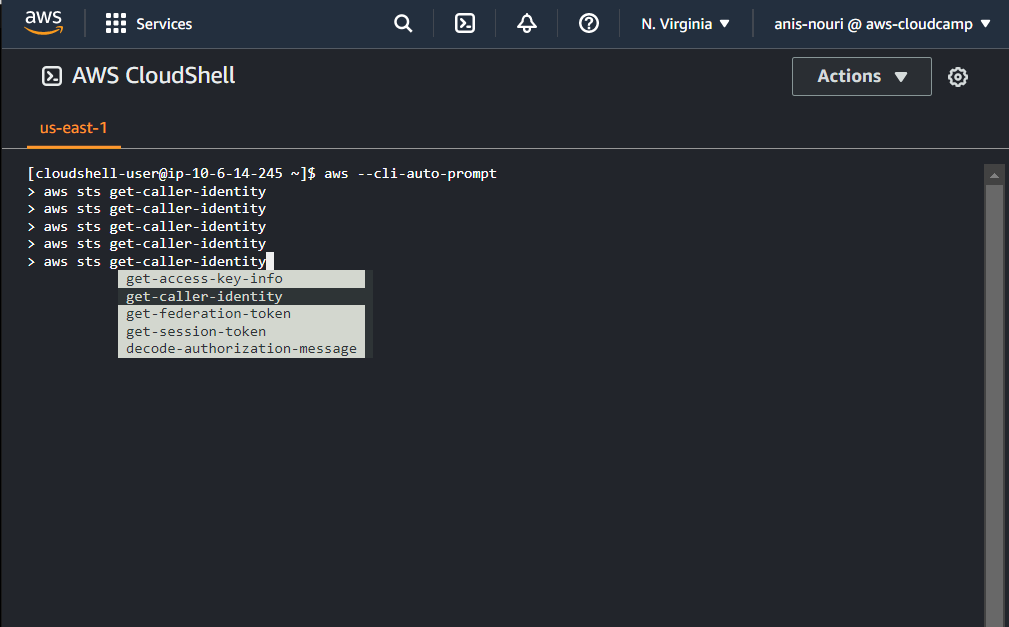 aws
Services
N. Virginia ▼
anis-nouri @ aws-cloudcamp ▼
AWS CloudShell
Actions ▼
us-east-1
[cloudshell-user@ip-10-6-14-245 ~]$ aws --cli-auto-prompt
> aws sts get-caller-identity
> aws sts get-caller-identity
> aws sts get-caller-identity
> aws sts get-caller-identity
> aws sts get-caller-identity
get-access-key-info
get-caller-identity
get-federation-token
get-session-token
decode-authorization-message